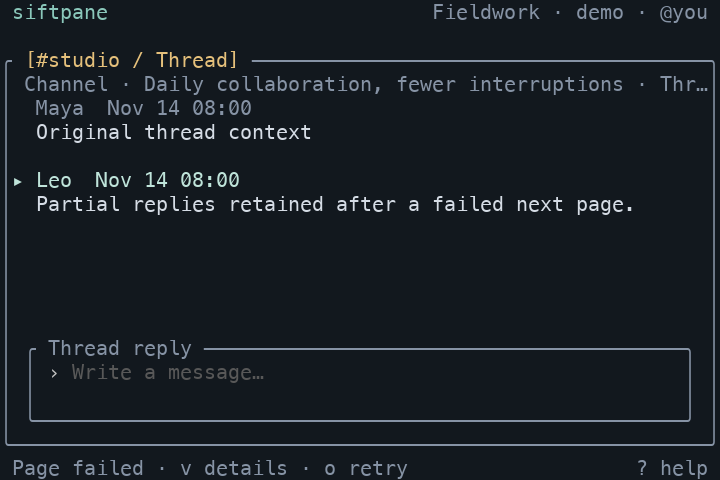 siftpane Fieldwork · demo · @you
[#studio / Thread]
Channel · Daily collaboration, fewer interruptions · Thr…
Maya Nov 14 08:00
Original thread context
▸ Leo Nov 14 08:00
Partial replies retained after a failed next page.
Thread reply
› Write a message…
Page failed · v details · o retry ? help